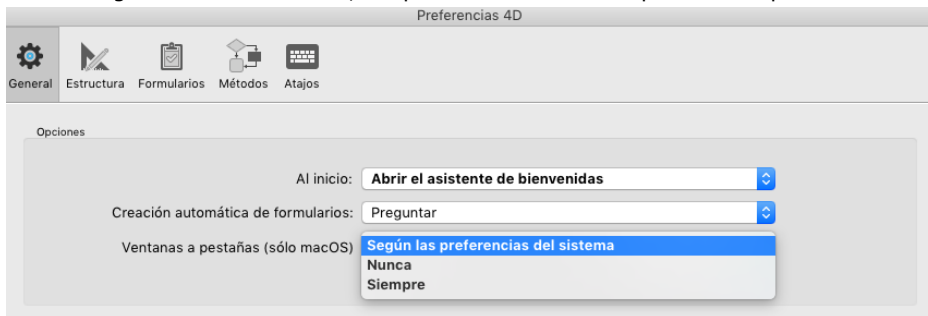 Preferencias 4D
General Estructura Formularios Métodos Atajos
Opciones
Al inicio: Abrir el asistente de bienvenidas
Creación automática de formularios: Preguntar
Ventanas a pestañas (sólo macOS) Según las preferencias del sistema
Nunca
Siempre